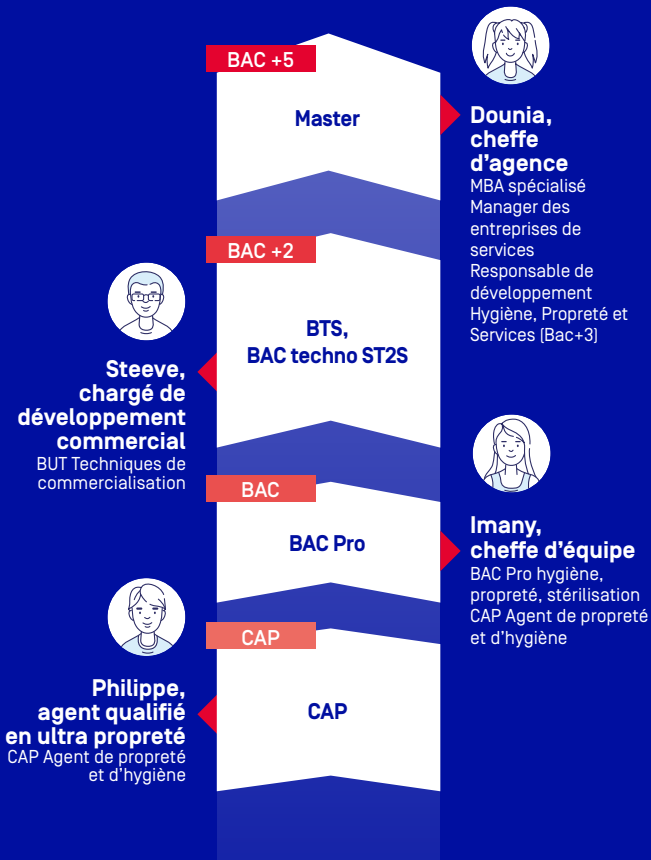 BAC +5
Master
Dounia,
cheffe
d'agence
MBA spécialisé
Manager des
entreprises de
services
Responsable de
développement
Hygiène, Propreté et
Services (Bac+3)
BAC +2
BTS,
BAC techno ST2S
Steeve,
chargé de
développement
commercial
BUT Techniques de
commercialisation
BAC
BAC Pro
Imany,
cheffe d'équipe
BAC Pro hygiène,
propreté, stérilisation
CAP Agent de propreté
et d'hygiène
CAP
CAP
Philippe,
agent qualifié
en ultra propreté
CAP Agent de propreté
et d'hygiène